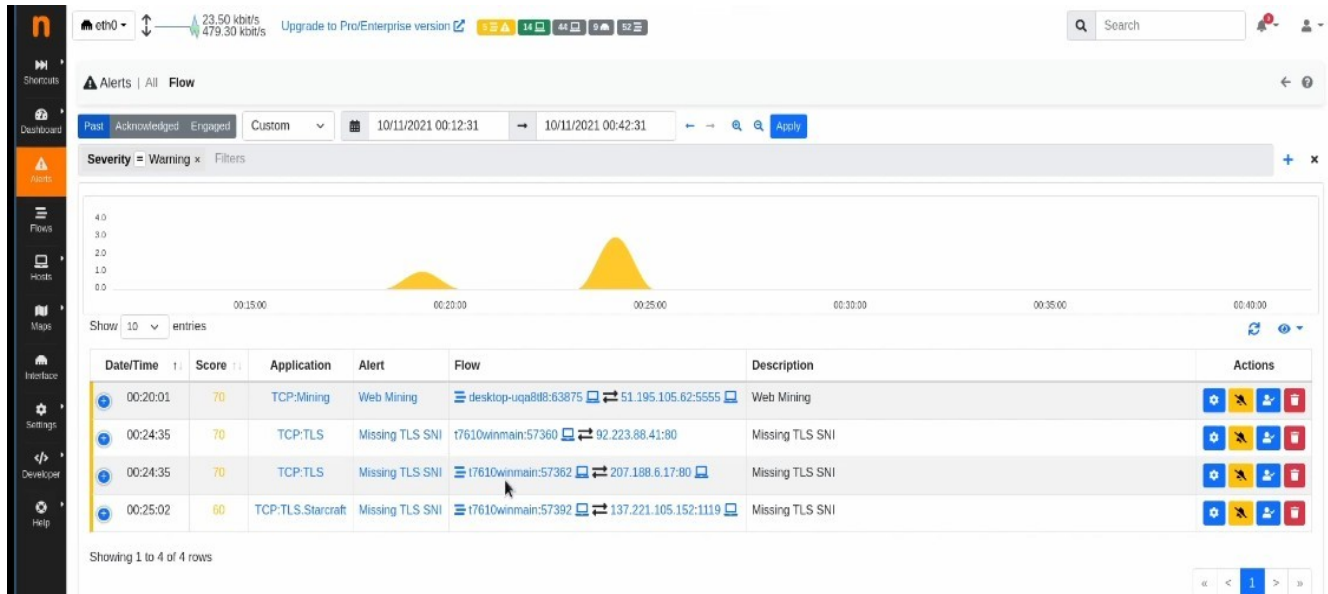 n
eth0
23.50 kbit/s
479.30 kbit/s
Upgrade to Pro/Enterprise version
5
14
44
9
52
Search
Shortcuts
Dashboard
Alerts
Flows
Hosts
Maps
Interface
Settings
Developer
Help
Alerts | All Flow
Past Acknowledged Engaged Custom 10/11/2021 00:12:31 → 10/11/2021 00:42:31 ← → Apply
Severity = Warning × Filters + ×
4.0
3.0
2.0
1.0
0.0
00:15:00 00:20:00 00:25:00 00:30:00 00:35:00 00:40:00
Show 10 entries
Date/Time Score Application Alert Flow Description Actions
00:20:01 70 TCP:Mining Web Mining desktop-uqa8d8:63875 51.195.105.62:5555 Web Mining
00:24:35 70 TCP:TLS Missing TLS SNI t7610winmain:57360 92.223.88.41:80 Missing TLS SNI
00:24:35 70 TCP:TLS Missing TLS SNI t7610winmain:57362 207.188.6.17:80 Missing TLS SNI
00:25:02 60 TCP:TLS.Starcraft Missing TLS SNI t7610winmain:57392 137.221.105.152:1119 Missing TLS SNI
Showing 1 to 4 of 4 rows
« < 1 > »